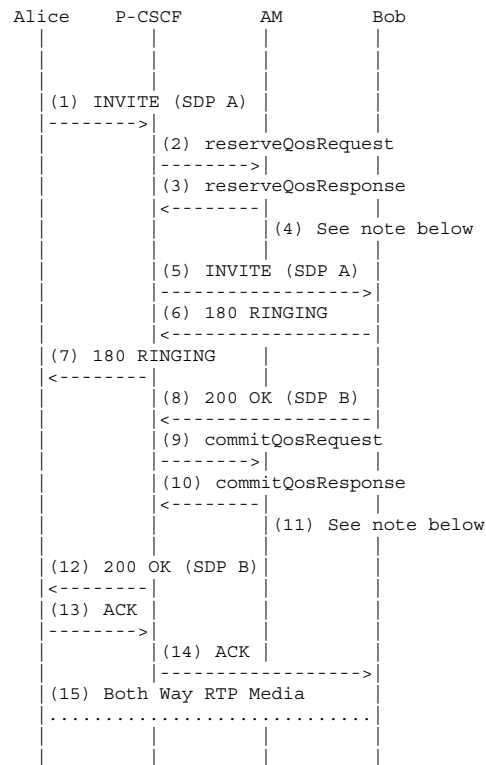 Alice P-CSCF AM Bob
(1) INVITE (SDP A)
-------->
(2) reserveQosRequest
-------->
(3) reserveQosResponse
<--------
(4) See note below
(5) INVITE (SDP A)
------------------>
(6) 180 RINGING
<------------------
(7) 180 RINGING
<--------
(8) 200 OK (SDP B)
<------------------
(9) commitQosRequest
-------->
(10) commitQosResponse
<--------
(11) See note below
(12) 200 OK (SDP B)
<--------
(13) ACK
-------->
(14) ACK
------------------>
(15) Both Way RTP Media
.............................